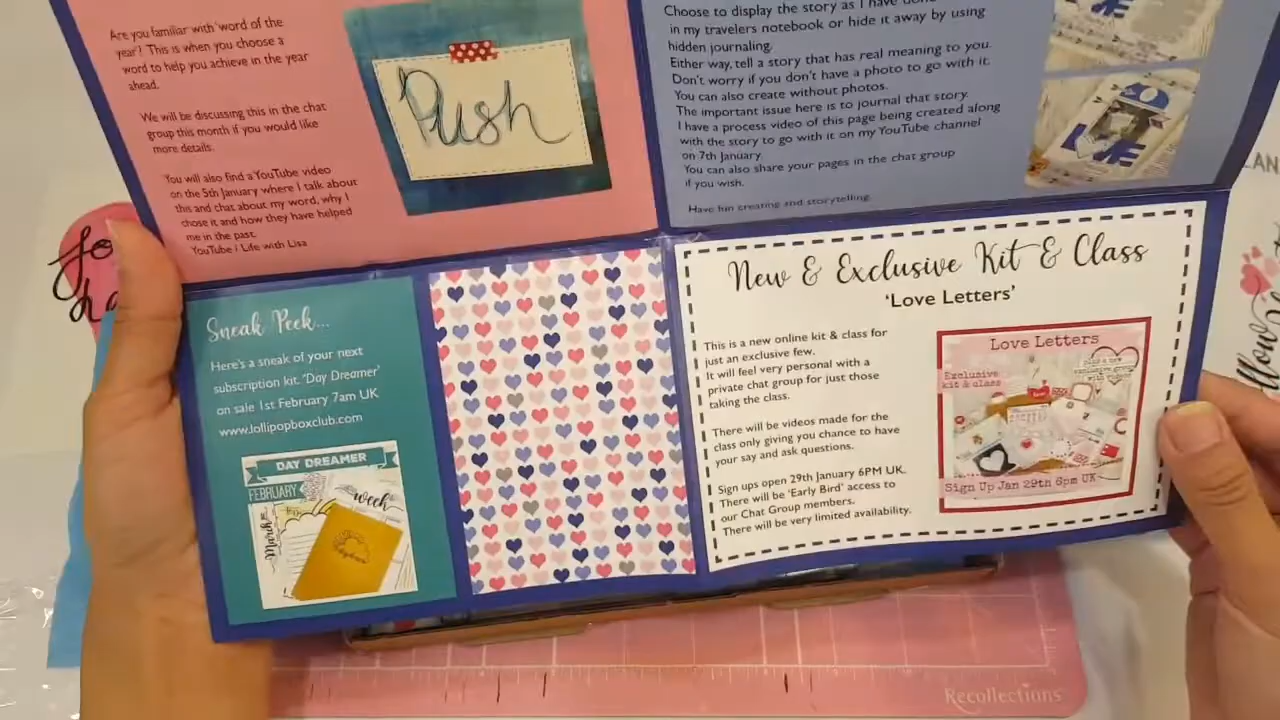 Are you familiar with 'word of the
year'? This is when you choose a
word to help you achieve in the year
ahead.
We will be discussing this in the chat
group this month if you would like
more details.
You will also find a YouTube video
on the 5th January where I talk about
this and chat about my word, why I
chose it and how they have helped
me in the past.
YouTube / Life with Lisa
Push
Choose to display the story as I have done
in my travelers notebook or hide it away by using
hidden journaling.
Either way, tell a story that has real meaning to you.
Don't worry if you don't have a photo to go with it.
You can also create without photos.
The important issue here is to journal that story.
I have a process video of this page being created along
with the story to go with it on my YouTube channel
on 7th January.
You can also share your pages in the chat group
if you wish.
Have fun creating and storytelling.
Sneak Peek...
Here's a sneak of your next
subscription kit. 'Day Dreamer'
on sale 1st February 7am UK
www.lollipopboxclub.com
DAY DREAMER
FEBRUARY
week
March
New & Exclusive Kit & Class
'Love Letters'
This is a new online kit & class for
just an exclusive few.
It will feel very personal with a
private chat group for just those
taking the class.
There will be videos made for the
class only giving you chance to have
your say and ask questions.
Sign ups open 29th January 6PM UK.
There will be 'Early Bird' access to
our Chat Group members.
There will be very limited availability.
Love Letters
Exclusive
kit & class
Sign Up Jan 29th 6pm UK
Recollections